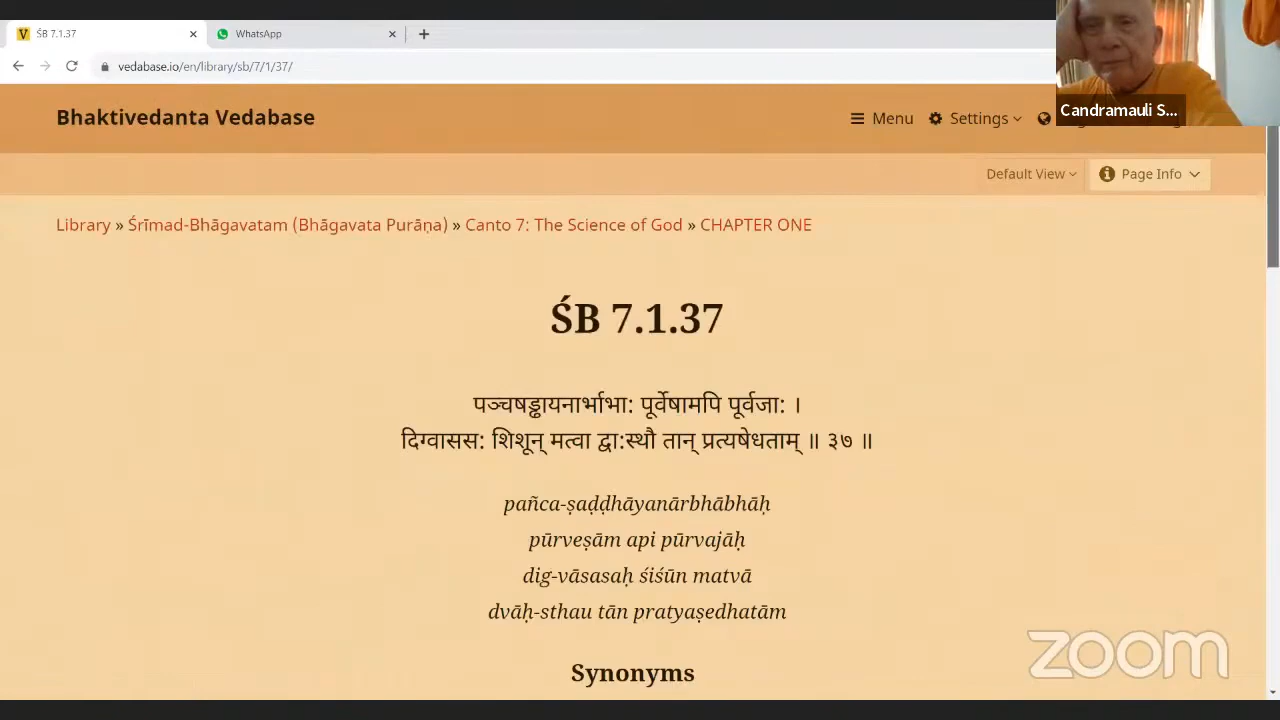 ŚB 7.1.37
WhatsApp
vedabase.io/en/library/sb/7/1/37/
Candramauli S...
Bhaktivedanta Vedabase
Menu
Settings
Default View
Page Info
Library » Śrīmad-Bhāgavatam (Bhāgavata Purāṇa) » Canto 7: The Science of God » CHAPTER ONE
ŚB 7.1.37
पञ्चषड्ढायनार्भाभा: पूर्वेषामपि पूर्वजा: ।
दिग्वासस: शिशून् मत्वा द्वा:स्थौ तान् प्रत्यषेधताम् ॥ ३७ ॥
pañca-ṣaḍḍhāyanārbhābhāḥ
pūrveṣām api pūrvajāḥ
dig-vāsasaḥ śiśūn matvā
dvāḥ-sthau tān pratyaṣedhatām
Synonyms
zoom